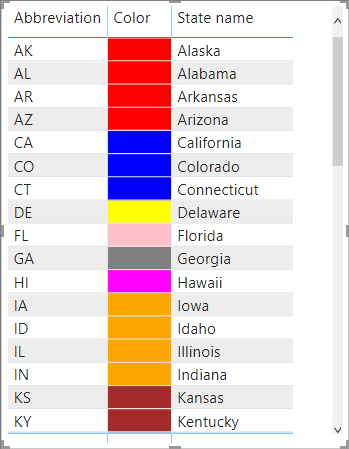 Abbreviation Color State name
AK Alaska
AL Alabama
AR Arkansas
AZ Arizona
CA California
CO Colorado
CT Connecticut
DE Delaware
FL Florida
GA Georgia
HI Hawaii
IA Iowa
ID Idaho
IL Illinois
IN Indiana
KS Kansas
KY Kentucky